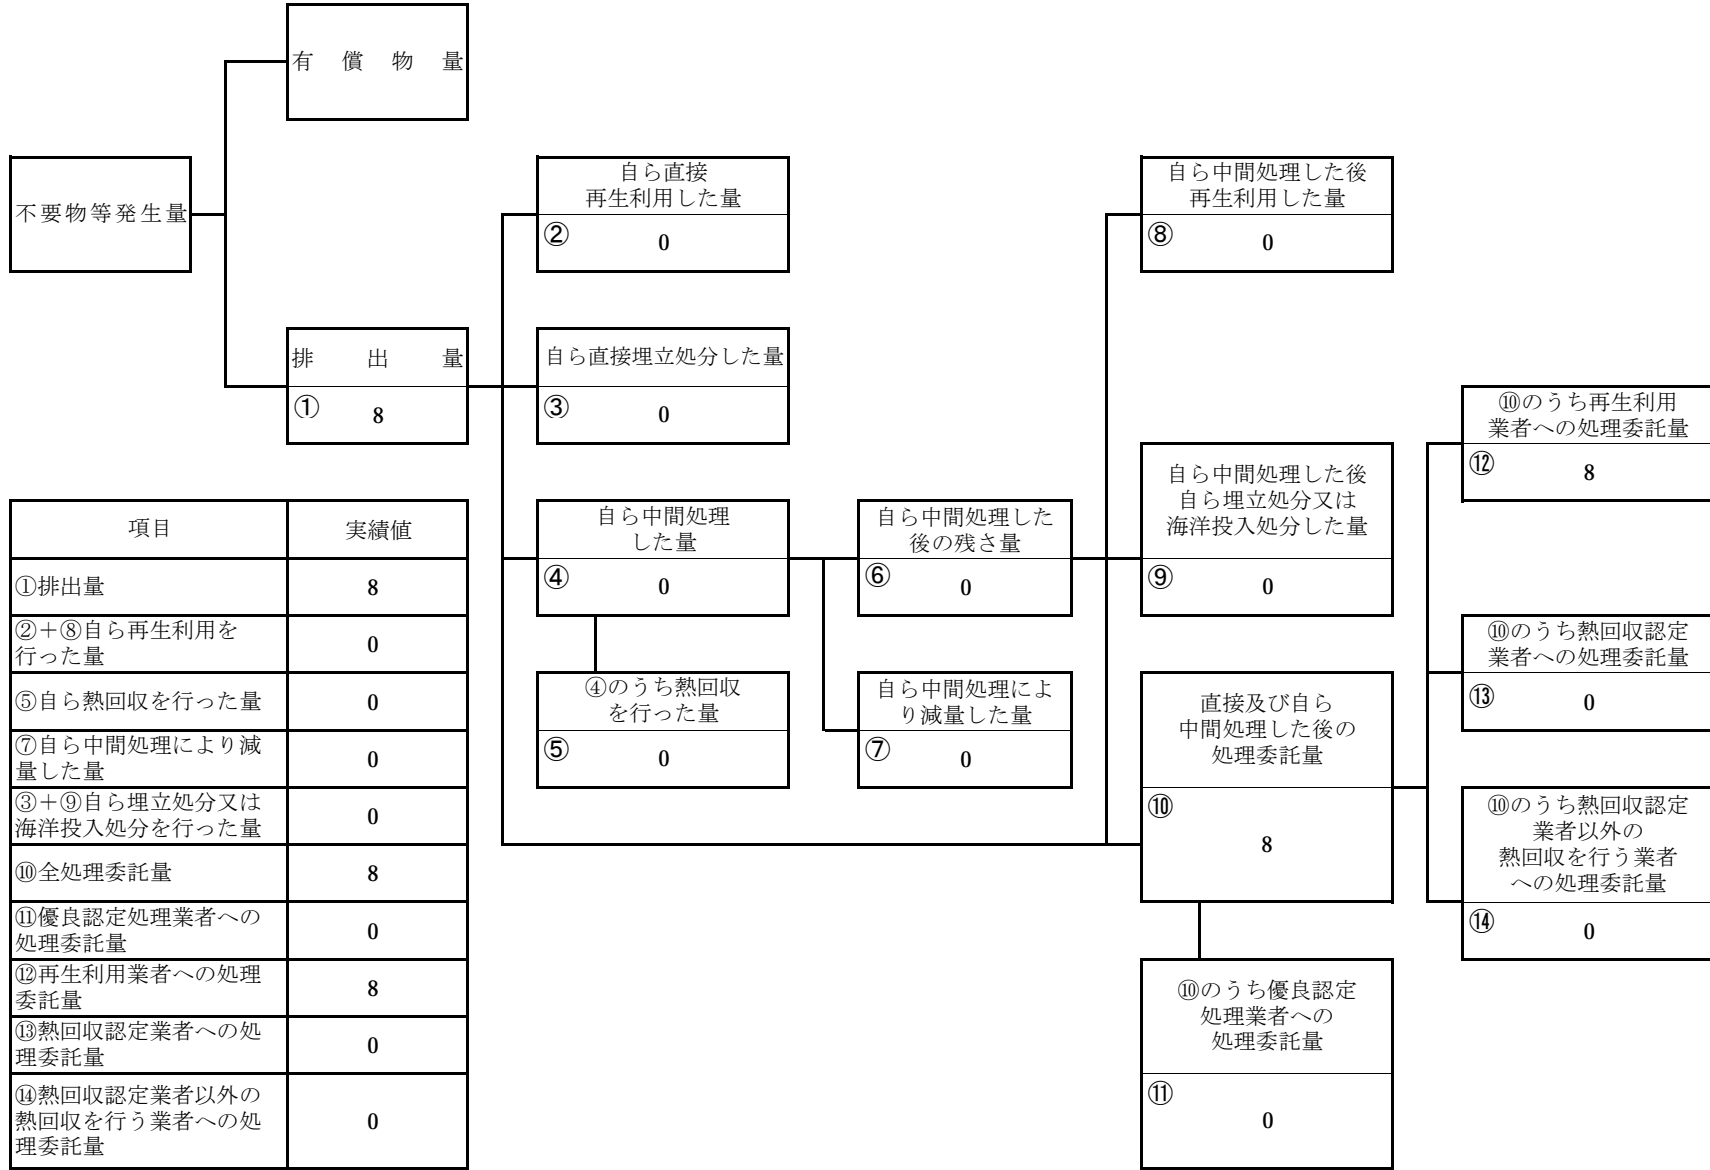 有償物量
不要物等発生量
排出量
① 8
自ら直接
再生利用した量
② 0
自ら直接埋立処分した量
③ 0
自ら中間処理
した量
④ 0
④のうち熱回収
を行った量
⑤ 0
自ら中間処理した
後の残さ量
⑥ 0
自ら中間処理によ
り減量した量
⑦ 0
自ら中間処理した後
再生利用した量
⑧ 0
自ら中間処理した後
自ら埋立処分又は
海洋投入処分した量
⑨ 0
直接及び自ら
中間処理した後の
処理委託量
⑩
8
⑩のうち優良認定
処理業者への
処理委託量
⑪
0
⑩のうち再生利用
業者への処理委託量
⑫ 8
⑩のうち熱回収認定
業者への処理委託量
⑬ 0
⑩のうち熱回収認定
業者以外の
熱回収を行う業者
への処理委託量
⑭ 0
項目 実績値
①排出量 8
②＋⑧自ら再生利用を
行った量 0
⑤自ら熱回収を行った量 0
⑦自ら中間処理により減
量した量 0
③＋⑨自ら埋立処分又は
海洋投入処分を行った量 0
⑩全処理委託量 8
⑪優良認定処理業者への
処理委託量 0
⑫再生利用業者への処理
委託量 8
⑬熱回収認定業者への処
理委託量 0
⑭熱回収認定業者以外の
熱回収を行う業者への処
理委託量 0